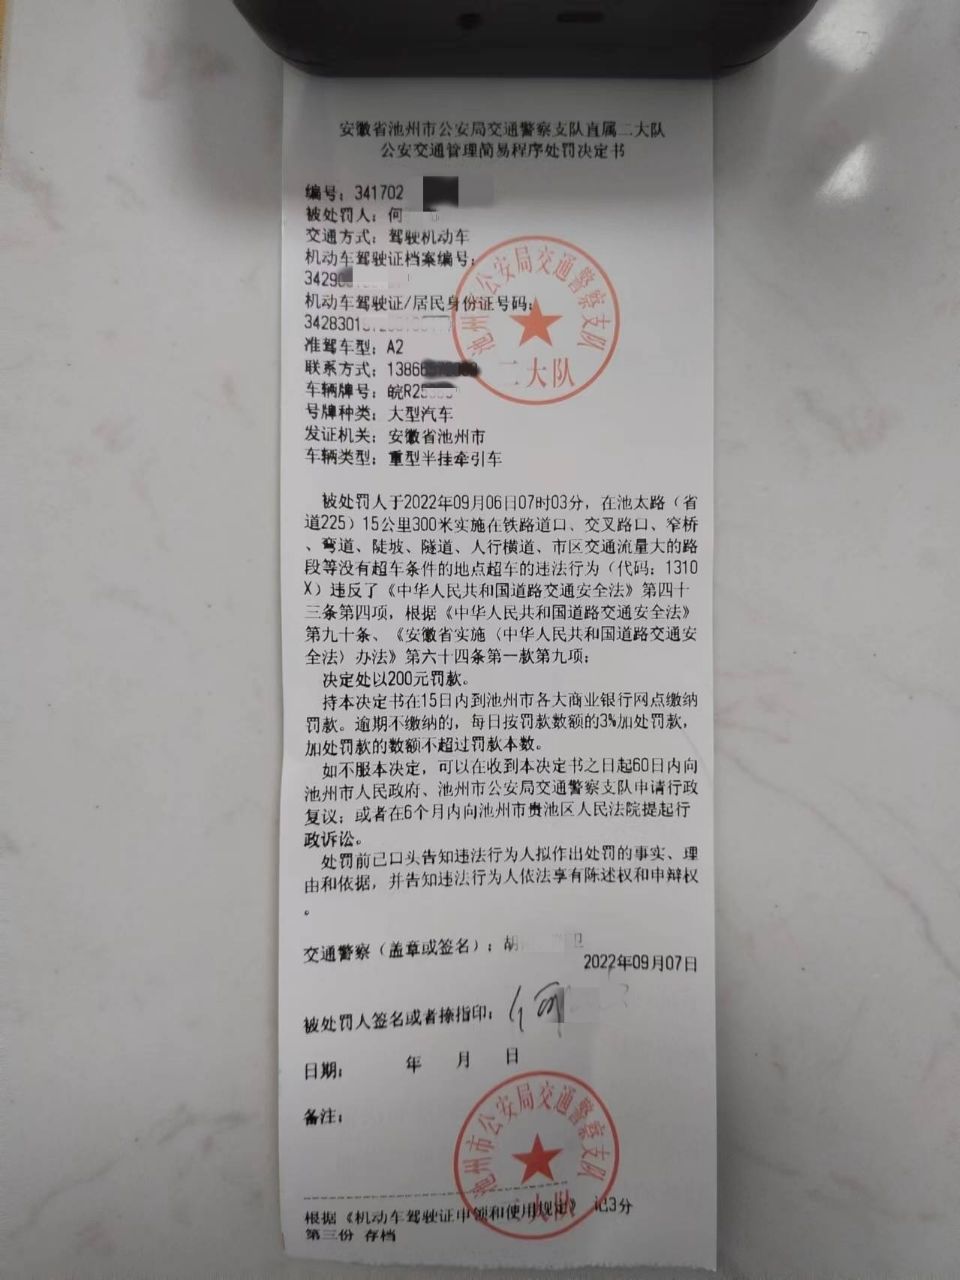 安徽省池州市公安局交通警察支队直属二大队
公安交通管理简易程序处罚决定书
编号：341702
被处罚人：何
交通方式：驾驶机动车
机动车驾驶证档案编号：
3429
机动车驾驶证/居民身份证号码：
3428301
准驾车型：A2
联系方式：1386
车辆牌号：皖R2
号牌种类：大型汽车
发证机关：安徽省池州市
车辆类型：重型半挂牵引车
池州市公安局交通警察支队
二大队
被处罚人于2022年09月06日07时03分，在池太路（省
道225）15公里300米实施在铁路道口、交叉路口、窄桥
、弯道、陡坡、隧道、人行横道、市区交通流量大的路
段等没有超车条件的地点超车的违法行为（代码：1310
X）违反了《中华人民共和国道路交通安全法》第四十
三条第四项，根据《中华人民共和国道路交通安全法》
第九十条、《安徽省实施〈中华人民共和国道路交通安
全法〉办法》第六十四条第一款第九项；
决定处以200元罚款。
持本决定书在15日内到池州市各大商业银行网点缴纳
罚款。逾期不缴纳的，每日按罚款数额的3%加处罚款，
加处罚款的数额不超过罚款本数。
如不服本决定，可以在收到本决定书之日起60日内向
池州市人民政府、池州市公安局交通警察支队申请行政
复议；或者在6个月内向池州市贵池区人民法院提起行
政诉讼。
处罚前已口头告知违法行为人拟作出处罚的事实、理
由和依据，并告知违法行为人依法享有陈述权和申辩权
。
交通警察（盖章或签名）：胡
2022年09月07日
被处罚人签名或者捺指印：何
日期： 年 月 日
备注：
池州市公安局交通警察支队
二大队
根据《机动车驾驶证申领和使用规定》 记3分
第三份 存档